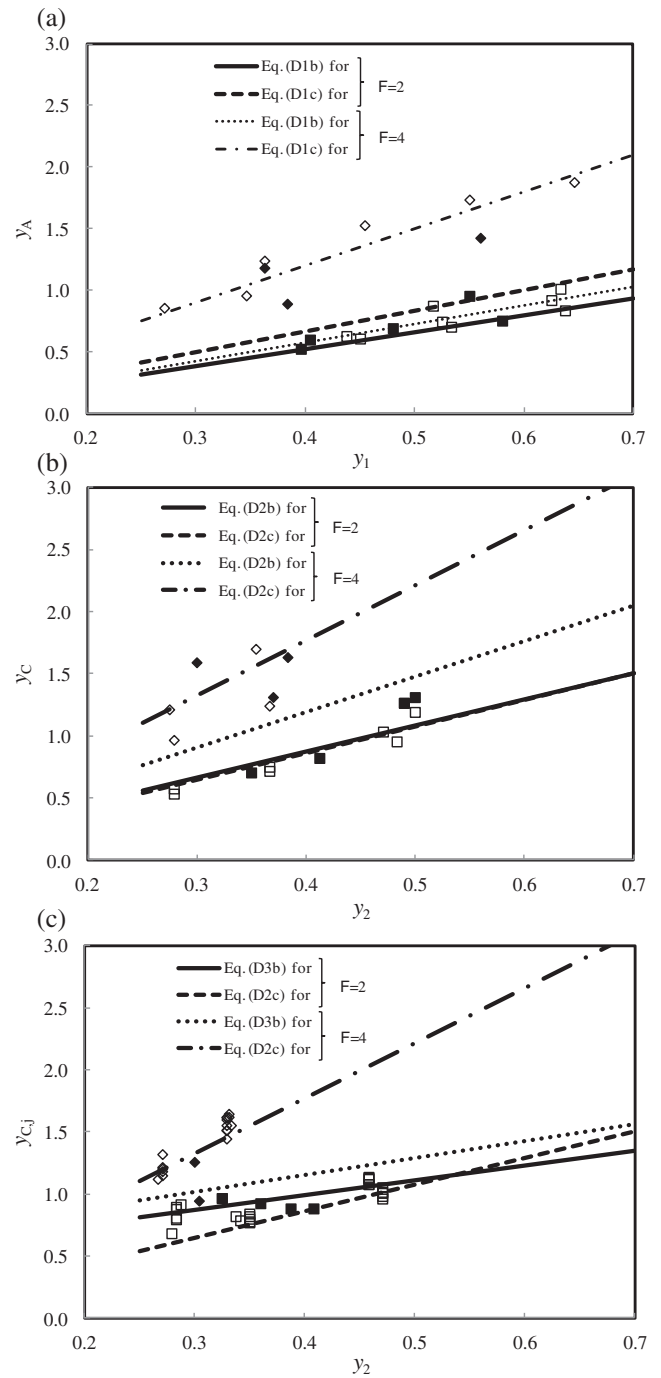 (a)
3.0
2.5
2.0
1.5
1.0
0.5
0.0
yA
Eq.(D1b) for
Eq.(D1c) for
F=2
Eq.(D1b) for
Eq.(D1c) for
F=4
0.2 0.3 0.4 0.5 0.6 0.7
y1
(b)
3.0
2.5
2.0
1.5
1.0
0.5
0.0
yC
Eq.(D2b) for
Eq.(D2c) for
F=2
Eq.(D2b) for
Eq.(D2c) for
F=4
0.2 0.3 0.4 0.5 0.6 0.7
y2
(c)
3.0
2.5
2.0
1.5
1.0
0.5
0.0
yC,j
Eq.(D3b) for
Eq.(D2c) for
F=2
Eq.(D3b) for
Eq.(D2c) for
F=4
0.2 0.3 0.4 0.5 0.6 0.7
y2